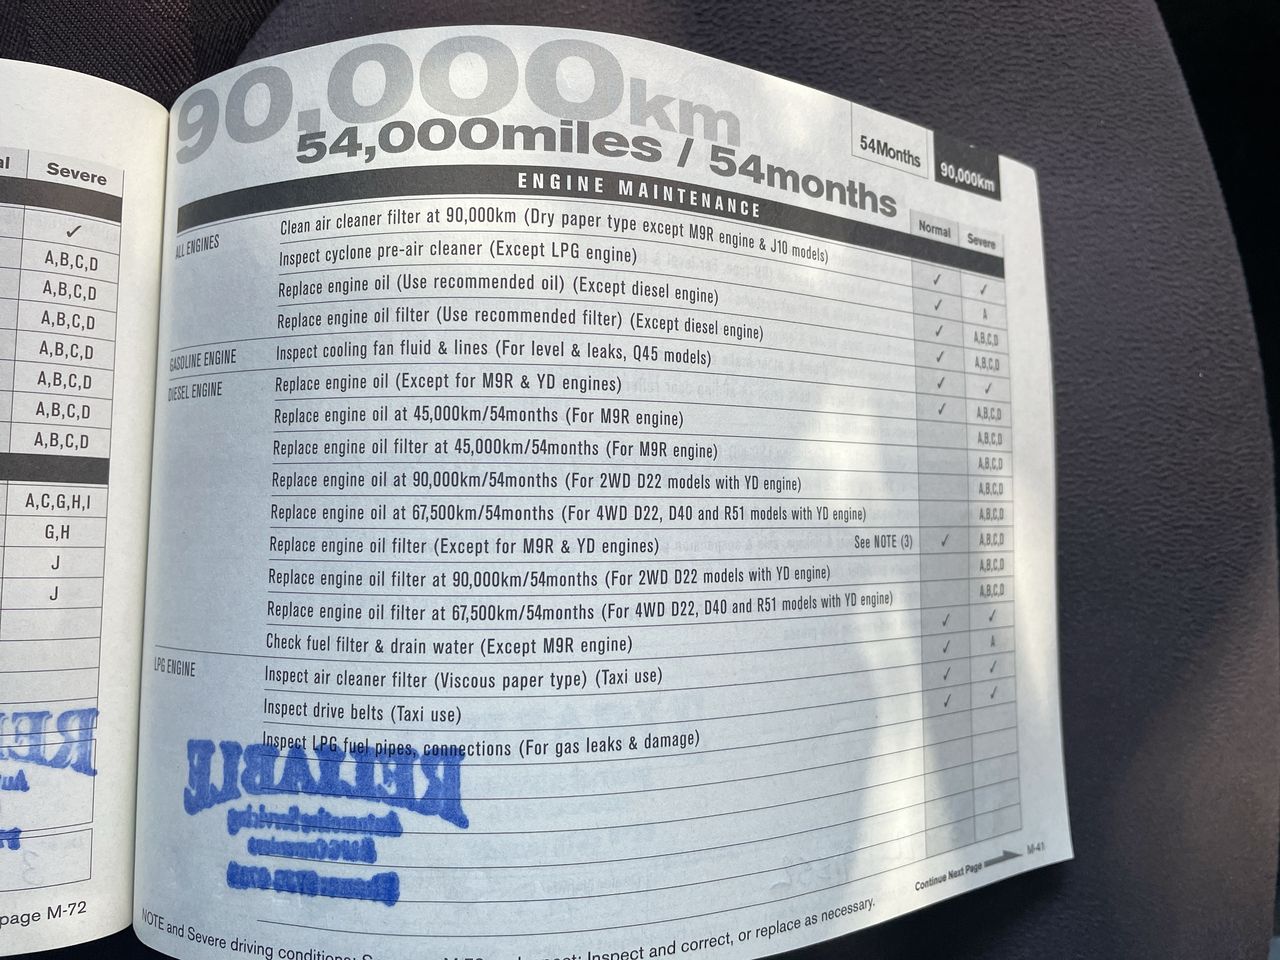 al Severe
✓
A,B,C,D
A,B,C,D
A,B,C,D
A,B,C,D
A,B,C,D
A,B,C,D
A,B,C,D
A,C,G,H,I
G,H
J
J
page M-72
90,000km
54,000miles / 54months
54Months 90,000km
ENGINE MAINTENANCE
Normal Severe
ALL ENGINES Clean air cleaner filter at 90,000km (Dry paper type except M9R engine & J10 models) ✓ ✓
Inspect cyclone pre-air cleaner (Except LPG engine) ✓ A
Replace engine oil (Use recommended oil) (Except diesel engine) ✓ A,B,C,D
Replace engine oil filter (Use recommended filter) (Except diesel engine) ✓ A,B,C,D
GASOLINE ENGINE Inspect cooling fan fluid & lines (For level & leaks, Q45 models) ✓ ✓
DIESEL ENGINE Replace engine oil (Except for M9R & YD engines) ✓ A,B,C,D
Replace engine oil at 45,000km/54months (For M9R engine) A,B,C,D
Replace engine oil filter at 45,000km/54months (For M9R engine) A,B,C,D
Replace engine oil at 90,000km/54months (For 2WD D22 models with YD engine) A,B,C,D
Replace engine oil at 67,500km/54months (For 4WD D22, D40 and R51 models with YD engine) A,B,C,D
Replace engine oil filter (Except for M9R & YD engines) See NOTE (3) ✓ A,B,C,D
Replace engine oil filter at 90,000km/54months (For 2WD D22 models with YD engine) A,B,C,D
Replace engine oil filter at 67,500km/54months (For 4WD D22, D40 and R51 models with YD engine) A,B,C,D
Check fuel filter & drain water (Except M9R engine) ✓ ✓
LPG ENGINE Inspect air cleaner filter (Viscous paper type) (Taxi use) ✓ A
Inspect drive belts (Taxi use) ✓ ✓
Inspect LPG fuel pipes, connections (For gas leaks & damage) ✓ ✓
RELIABLE
Automotive Servicing
Continue Next Page M-41
NOTE and Severe driving conditions: Inspect and correct, or replace as necessary.